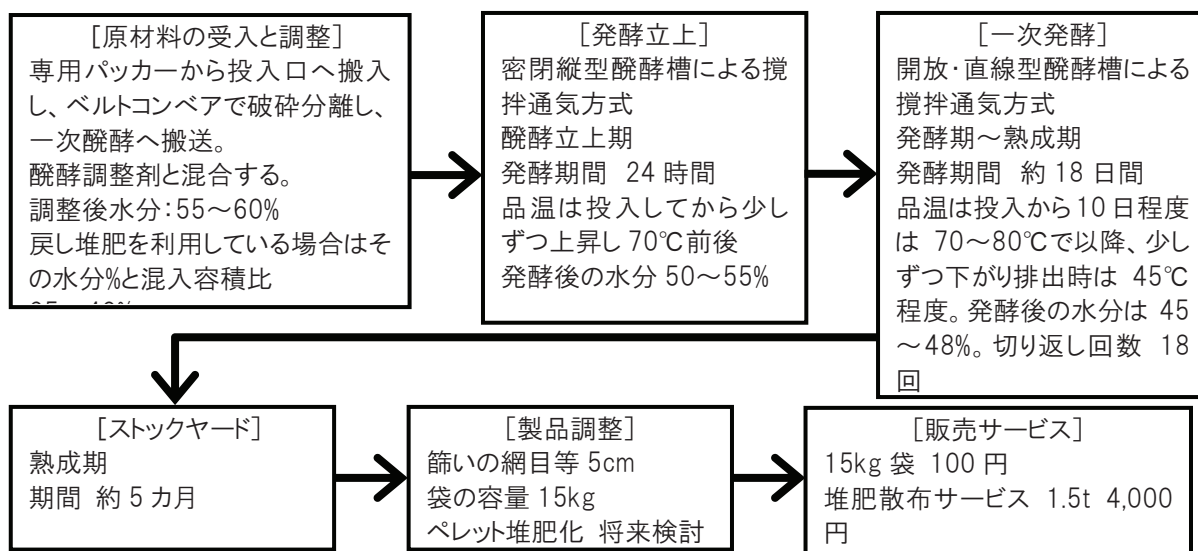 ［原材料の受入と調整］
専用パッカーから投入口へ搬入
し、ベルトコンベアで破砕分離し、
一次醗酵へ搬送。
醗酵調整剤と混合する。
調整後水分：55～60%
戻し堆肥を利用している場合はそ
の水分%と混入容積比
［発酵立上］
密閉縦型醗酵槽による撹
拌通気方式
醗酵立上期
発酵期間 24 時間
品温は投入してから少し
ずつ上昇し 70℃前後
発酵後の水分 50～55%
［一次発酵］
開放・直線型醗酵槽による
撹拌通気方式
発酵期～熟成期
発酵期間 約 18 日間
品温は投入から 10 日程度
は 70～80℃で以降、少し
ずつ下がり排出時は 45℃
程度。発酵後の水分は 45
～48%。切り返し回数 18
回
［ストックヤード］
熟成期
期間 約 5 カ月
［製品調整］
篩いの網目等 5cm
袋の容量 15kg
ペレット堆肥化 将来検討
［販売サービス］
15kg 袋 100 円
堆肥散布サービス 1.5t 4,000
円